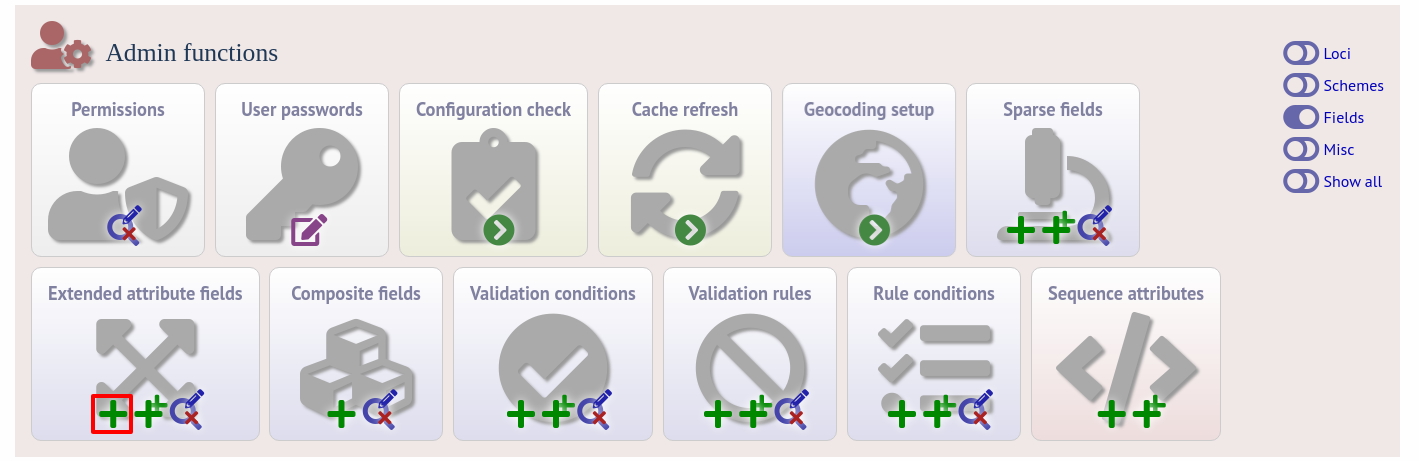 Admin functions
Loci
Schemes
Fields
Misc
Show all
Permissions
User passwords
Configuration check
Cache refresh
Geocoding setup
Sparse fields
Extended attribute fields
Composite fields
Validation conditions
Validation rules
Rule conditions
Sequence attributes